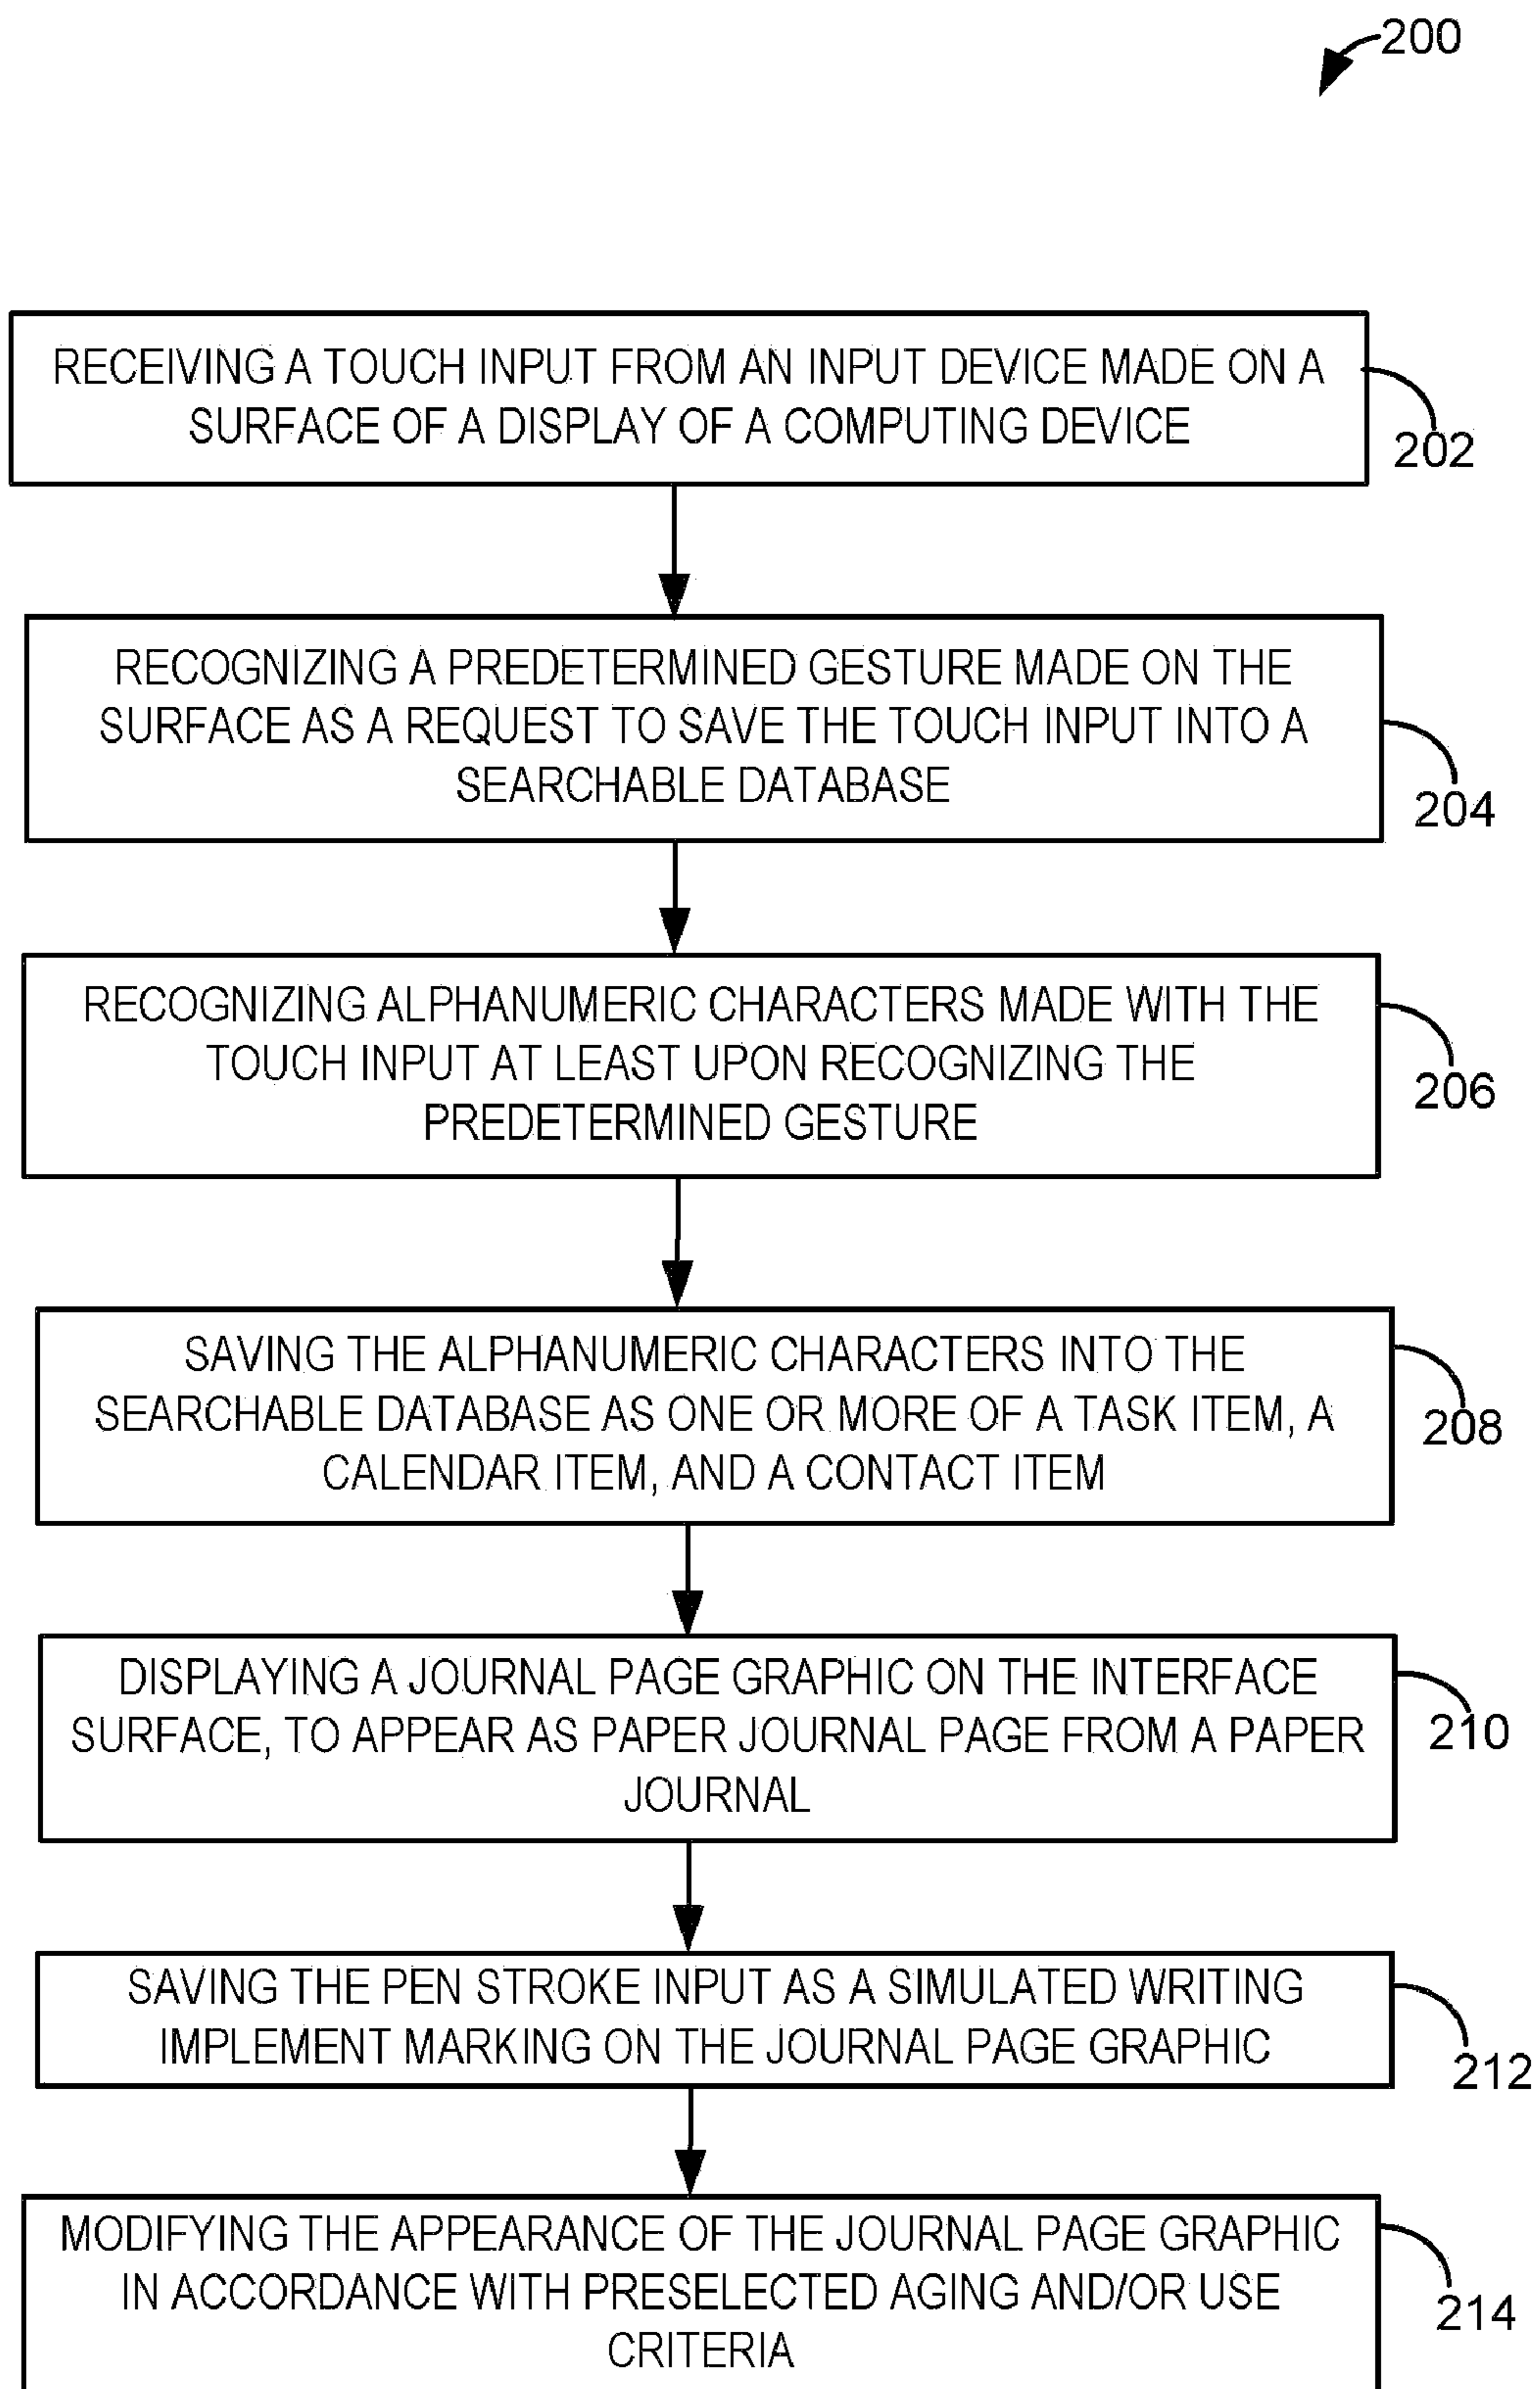 200
RECEIVING A TOUCH INPUT FROM AN INPUT DEVICE MADE ON A
SURFACE OF A DISPLAY OF A COMPUTING DEVICE
202
RECOGNIZING A PREDETERMINED GESTURE MADE ON THE
SURFACE AS A REQUEST TO SAVE THE TOUCH INPUT INTO A
SEARCHABLE DATABASE
204
RECOGNIZING ALPHANUMERIC CHARACTERS MADE WITH THE
TOUCH INPUT AT LEAST UPON RECOGNIZING THE
PREDETERMINED GESTURE
206
SAVING THE ALPHANUMERIC CHARACTERS INTO THE
SEARCHABLE DATABASE AS ONE OR MORE OF A TASK ITEM, A
CALENDAR ITEM, AND A CONTACT ITEM
208
DISPLAYING A JOURNAL PAGE GRAPHIC ON THE INTERFACE
SURFACE, TO APPEAR AS PAPER JOURNAL PAGE FROM A PAPER
JOURNAL
210
SAVING THE PEN STROKE INPUT AS A SIMULATED WRITING
IMPLEMENT MARKING ON THE JOURNAL PAGE GRAPHIC
212
MODIFYING THE APPEARANCE OF THE JOURNAL PAGE GRAPHIC
IN ACCORDANCE WITH PRESELECTED AGING AND/OR USE
CRITERIA
214